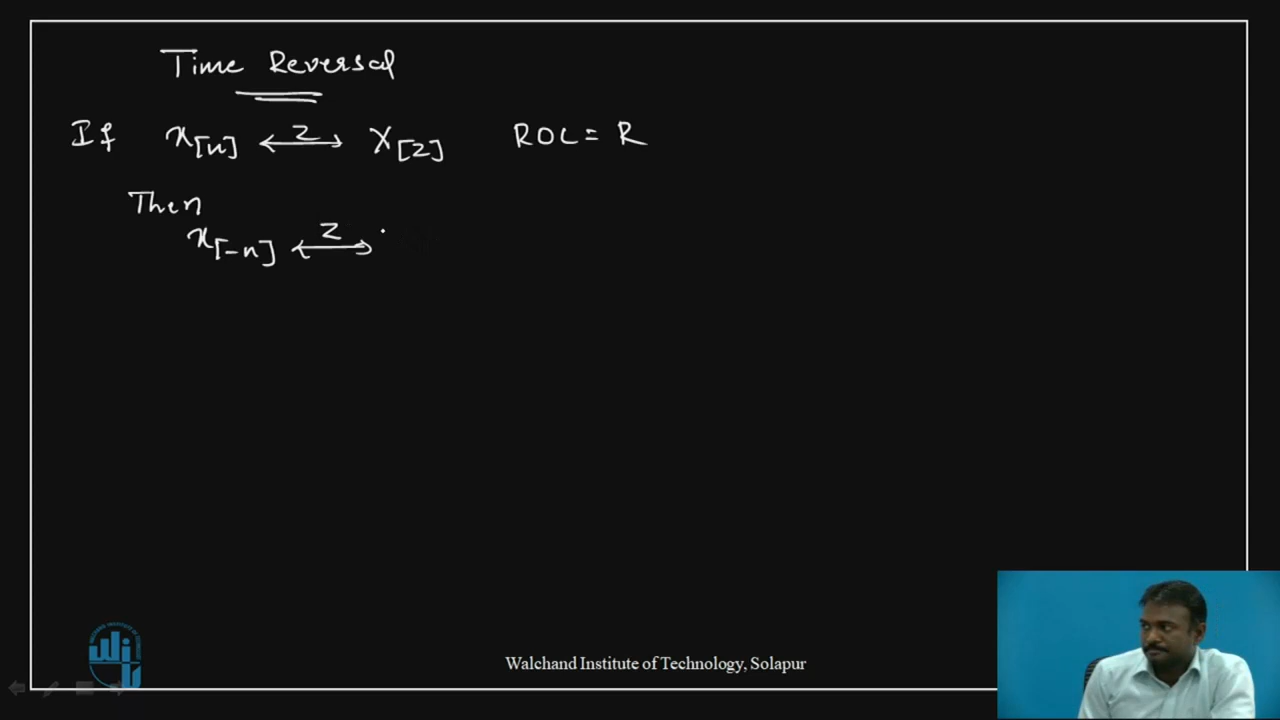 Time Reversal
If x[n] ⟷ᶻ X[z] ROC = R
Then
x[-n] ⟷ᶻ
Walchand Institute of Technology, Solapur